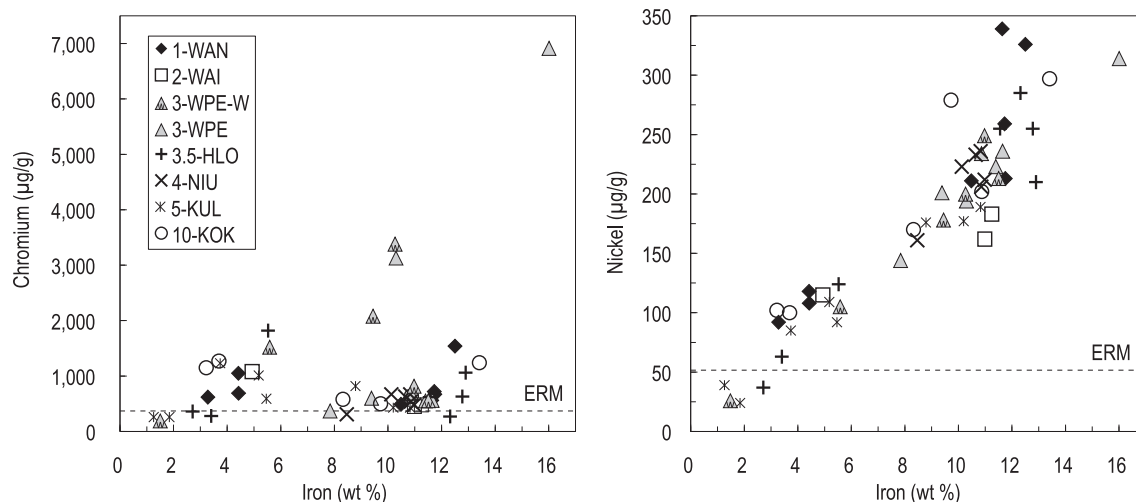 7,000
6,000
5,000
4,000
3,000
2,000
1,000
0
Chromium (µg/g)
1-WAN
2-WAI
3-WPE-W
3-WPE
3.5-HLO
4-NIU
5-KUL
10-KOK
ERM
0 2 4 6 8 10 12 14 16
Iron (wt %)
350
300
250
200
150
100
50
0
Nickel (µg/g)
ERM
0 2 4 6 8 10 12 14 16
Iron (wt %)